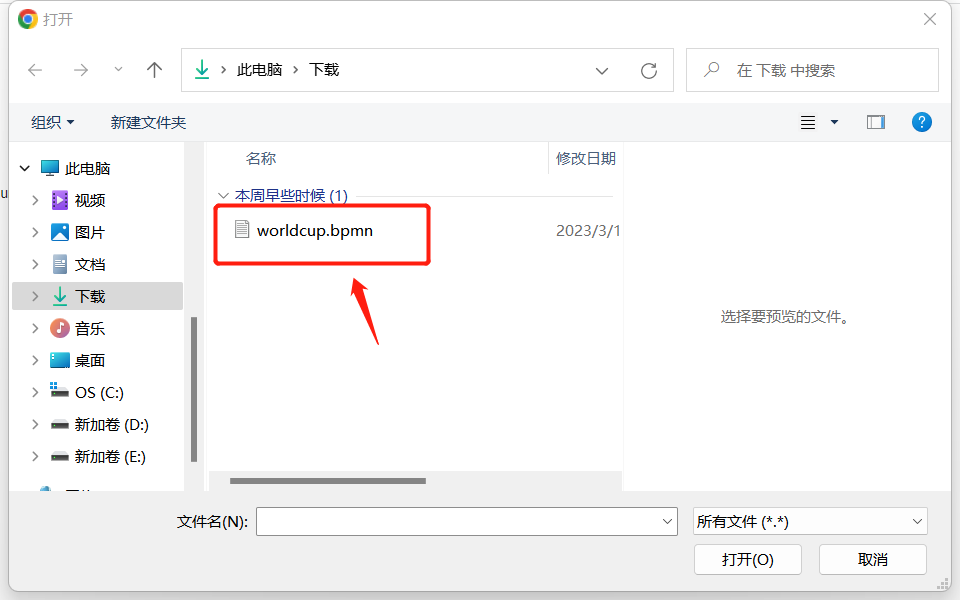 打开
此电脑 › 下载
在 下载 中搜索
组织
新建文件夹
?
名称
修改日期
此电脑
视频
图片
文档
下载
音乐
桌面
OS (C:)
新加卷 (D:)
新加卷 (E:)
本周早些时候 (1)
worldcup.bpmn
2023/3/1
选择要预览的文件。
文件名(N):
所有文件 (*.*)
打开(O)
取消